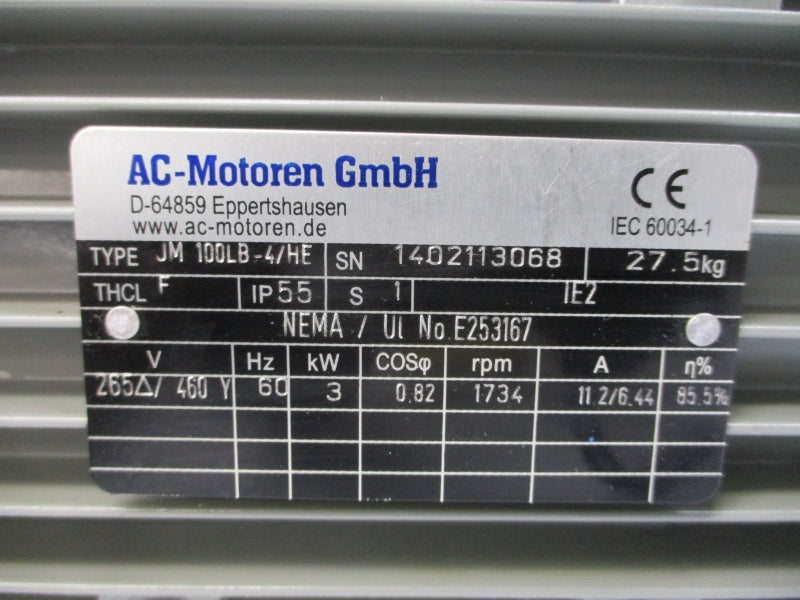 AC-Motoren GmbH
D-64859 Eppertshausen
www.ac-motoren.de
CE
IEC 60034-1
TYPE JM 100LB-4/HE SN 1402113068 27.5kg
THCL F IP55 S 1 IE2
NEMA / UL No.E253167
V Hz kW COSφ rpm A η%
265Δ/ 460 Y 60 3 0.82 1734 11.2/6.44 85.5%